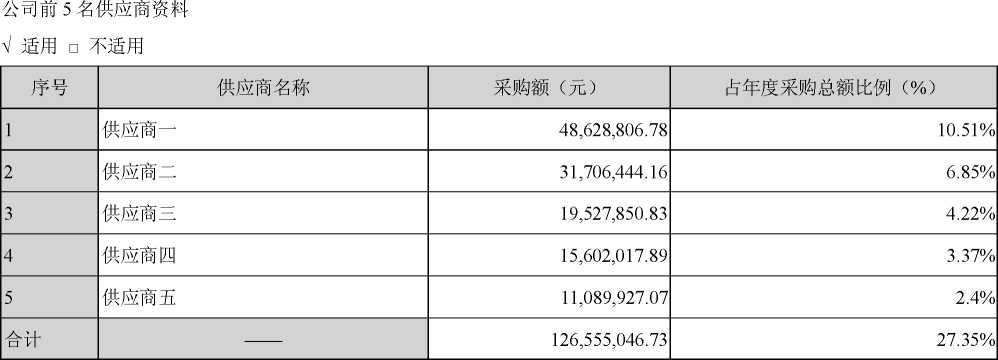 公司前 5 名供应商资料
√ 适用 □ 不适用
序号 供应商名称 采购额（元） 占年度采购总额比例（%）
1 供应商一 48,628,806.78 10.51%
2 供应商二 31,706,444.16 6.85%
3 供应商三 19,527,850.83 4.22%
4 供应商四 15,602,017.89 3.37%
5 供应商五 11,089,927.07 2.4%
合计 —— 126,555,046.73 27.35%